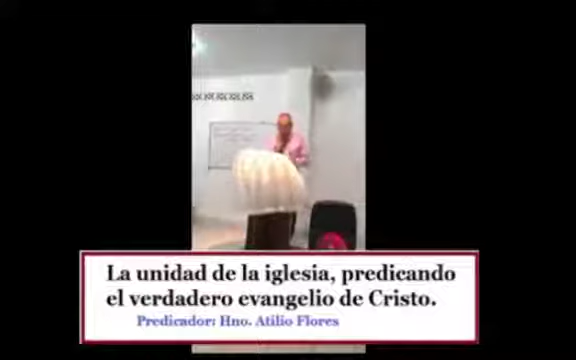 La unidad de la iglesia, predicando
el verdadero evangelio de Cristo.
Predicador: Hno. Atilio Flores